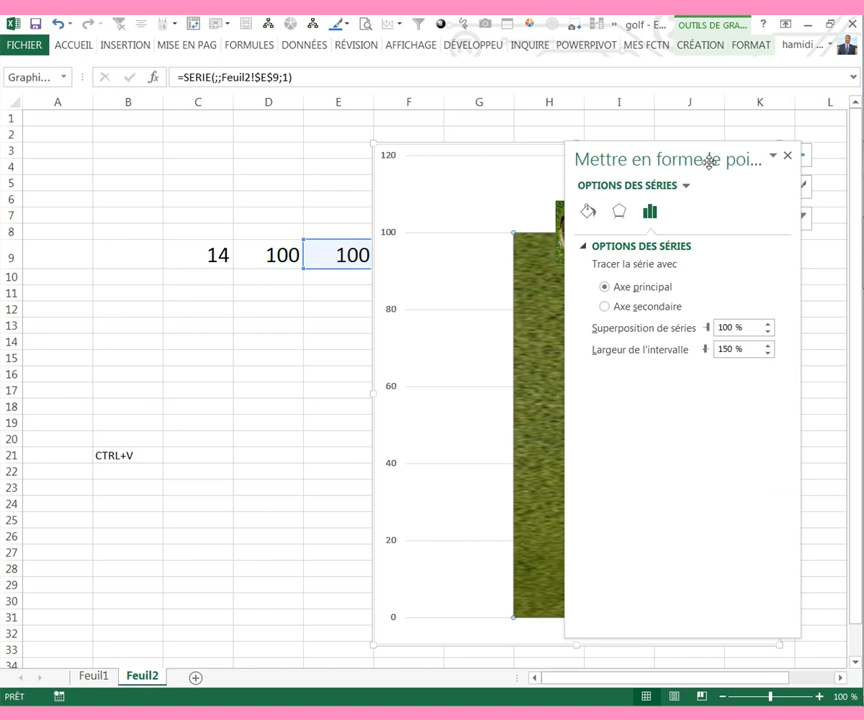 golf - E... OUTILS DE GRA... ?
FICHIER ACCUEIL INSERTION MISE EN PAG FORMULES DONNÉES RÉVISION AFFICHAGE DÉVELOPPEU INQUIRE POWERPIVOT MES FCTN CRÉATION FORMAT hamidi ...
Graphi... fx =SERIE(;;Feuil2!$E$9;1)
A B C D E F G H I J K L
1
2
3
4
5
6
7
8
9
10
11
12
13
14
15
16
17
18
19
20
21
22
23
24
25
26
27
28
29
30
31
32
33
34
14 100 100
CTRL+V
120
100
80
60
40
20
0
Mettre en forme le poi...
OPTIONS DES SÉRIES
OPTIONS DES SÉRIES
Tracer la série avec
Axe principal
Axe secondaire
Superposition de séries 100 %
Largeur de l'intervalle 150 %
Feuil1 Feuil2
PRÊT 100 %